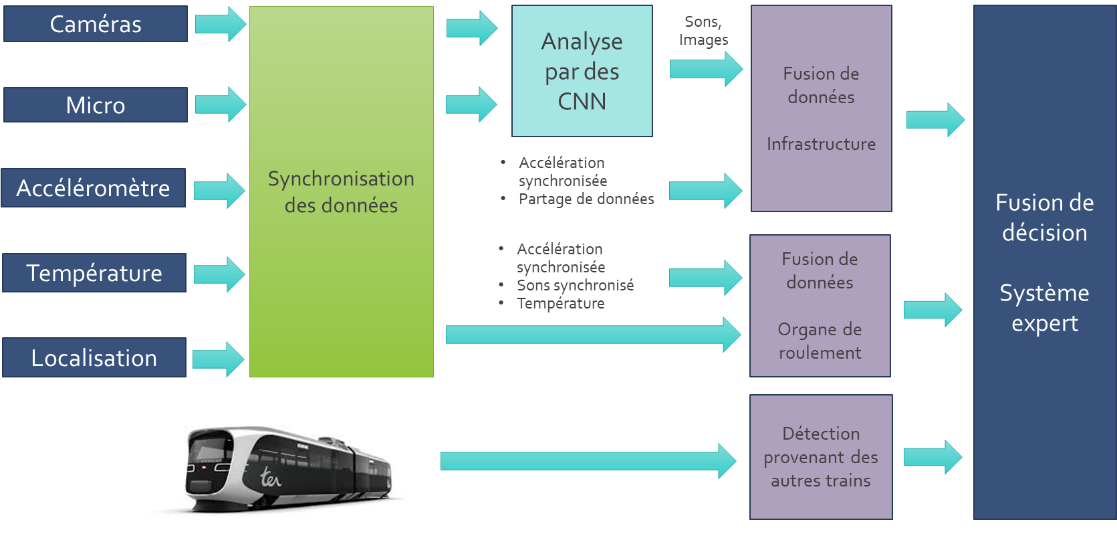 Caméras
Micro
Accéléromètre
Température
Localisation
Synchronisation
des données
Analyse
par des
CNN
Sons,
Images
• Accélération
synchronisée
• Partage de données
• Accélération
synchronisée
• Sons synchronisé
• Température
Fusion de
données
Infrastructure
Fusion de
données
Organe de
roulement
Détection
provenant des
autres trains
Fusion de
décision
Système
expert
ter